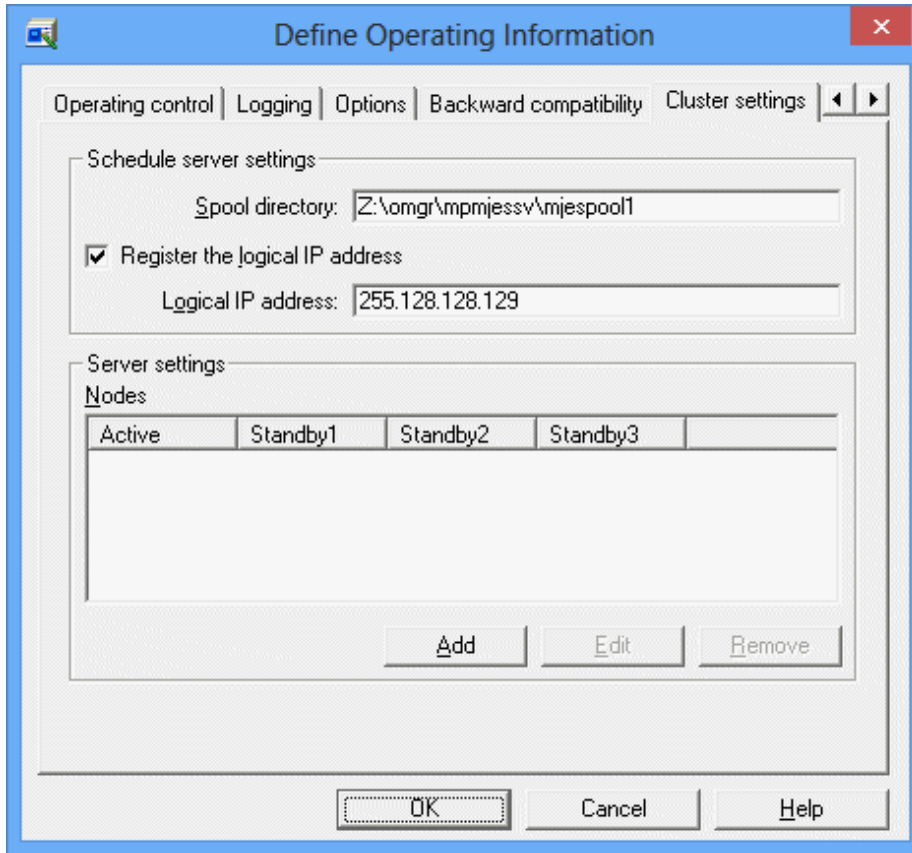 Define Operating Information
Operating control Logging Options Backward compatibility Cluster settings
Schedule server settings
Spool directory: Z:\omgr\mpmjessv\mjespool1
Register the logical IP address
Logical IP address: 255.128.128.129
Server settings
Nodes
Active Standby1 Standby2 Standby3
Add Edit Remove
OK Cancel Help